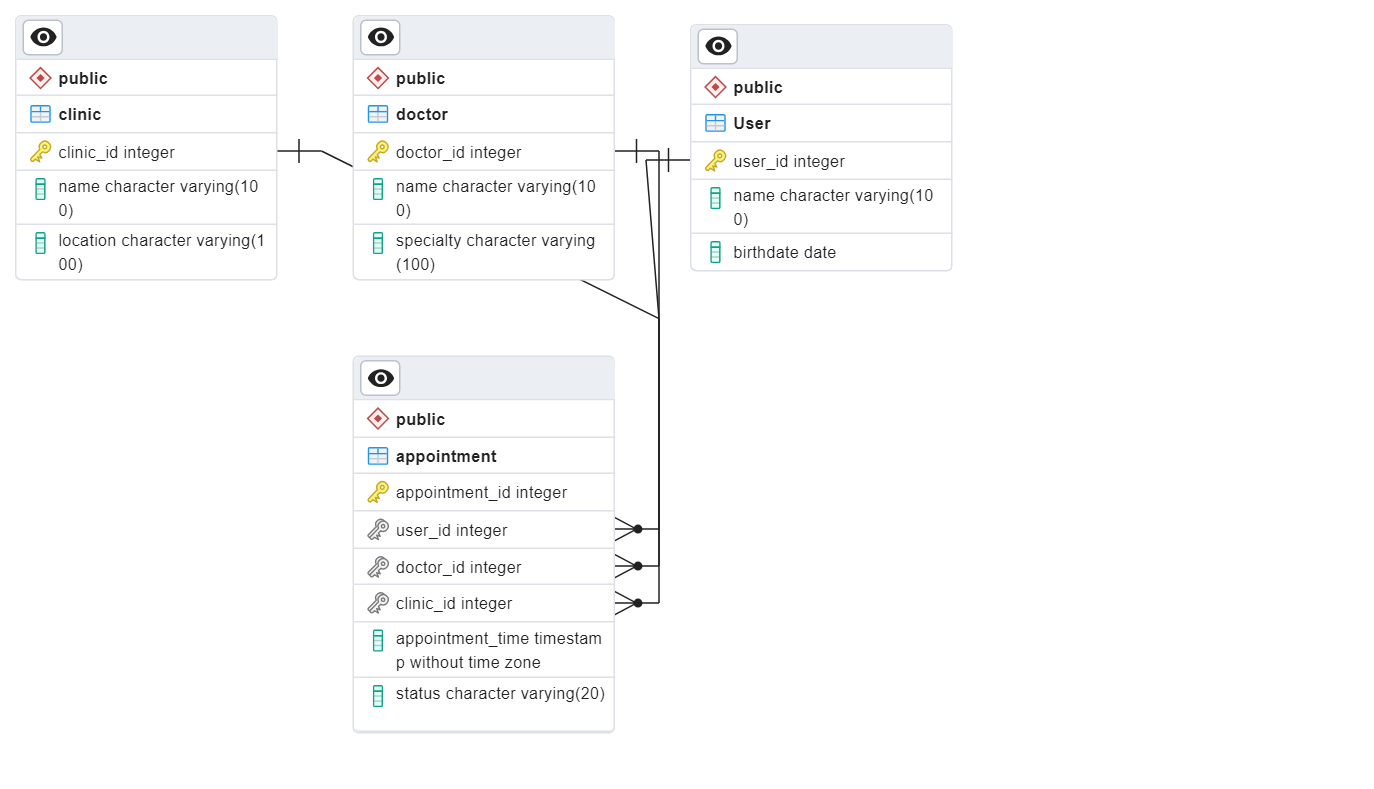 public
clinic
clinic_id integer
name character varying(10
0)
location character varying(1
00)
public
doctor
doctor_id integer
name character varying(10
0)
specialty character varying
(100)
public
User
user_id integer
name character varying(10
0)
birthdate date
public
appointment
appointment_id integer
user_id integer
doctor_id integer
clinic_id integer
appointment_time timestam
p without time zone
status character varying(20)